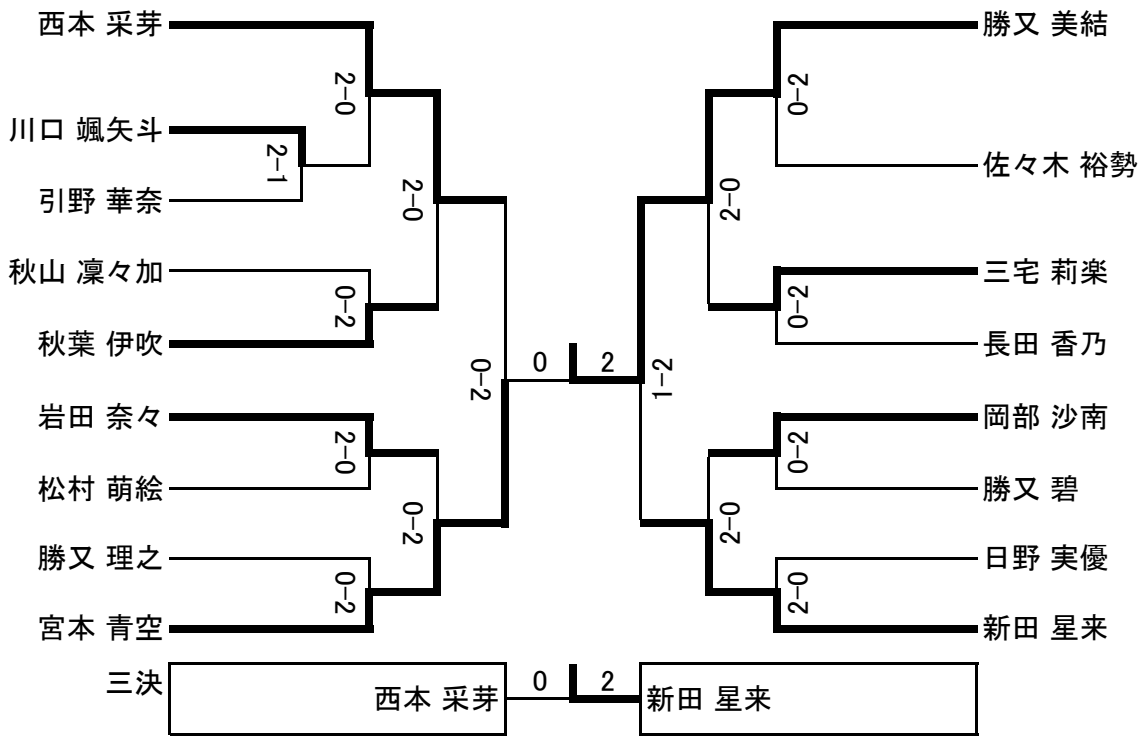 西本 采芽
2-0
川口 颯矢斗
2-1
引野 華奈
2-0
秋山 凜々加
0-2
秋葉 伊吹
0-2
岩田 奈々
2-0
松村 萌絵
0-2
勝又 理之
0-2
宮本 青空
0 2
勝又 美結
0-2
佐々木 裕勢
2-0
三宅 莉楽
0-2
長田 香乃
1-2
岡部 沙南
0-2
勝又 碧
2-0
日野 実優
2-0
新田 星来
三決 西本 采芽 0 2 新田 星来